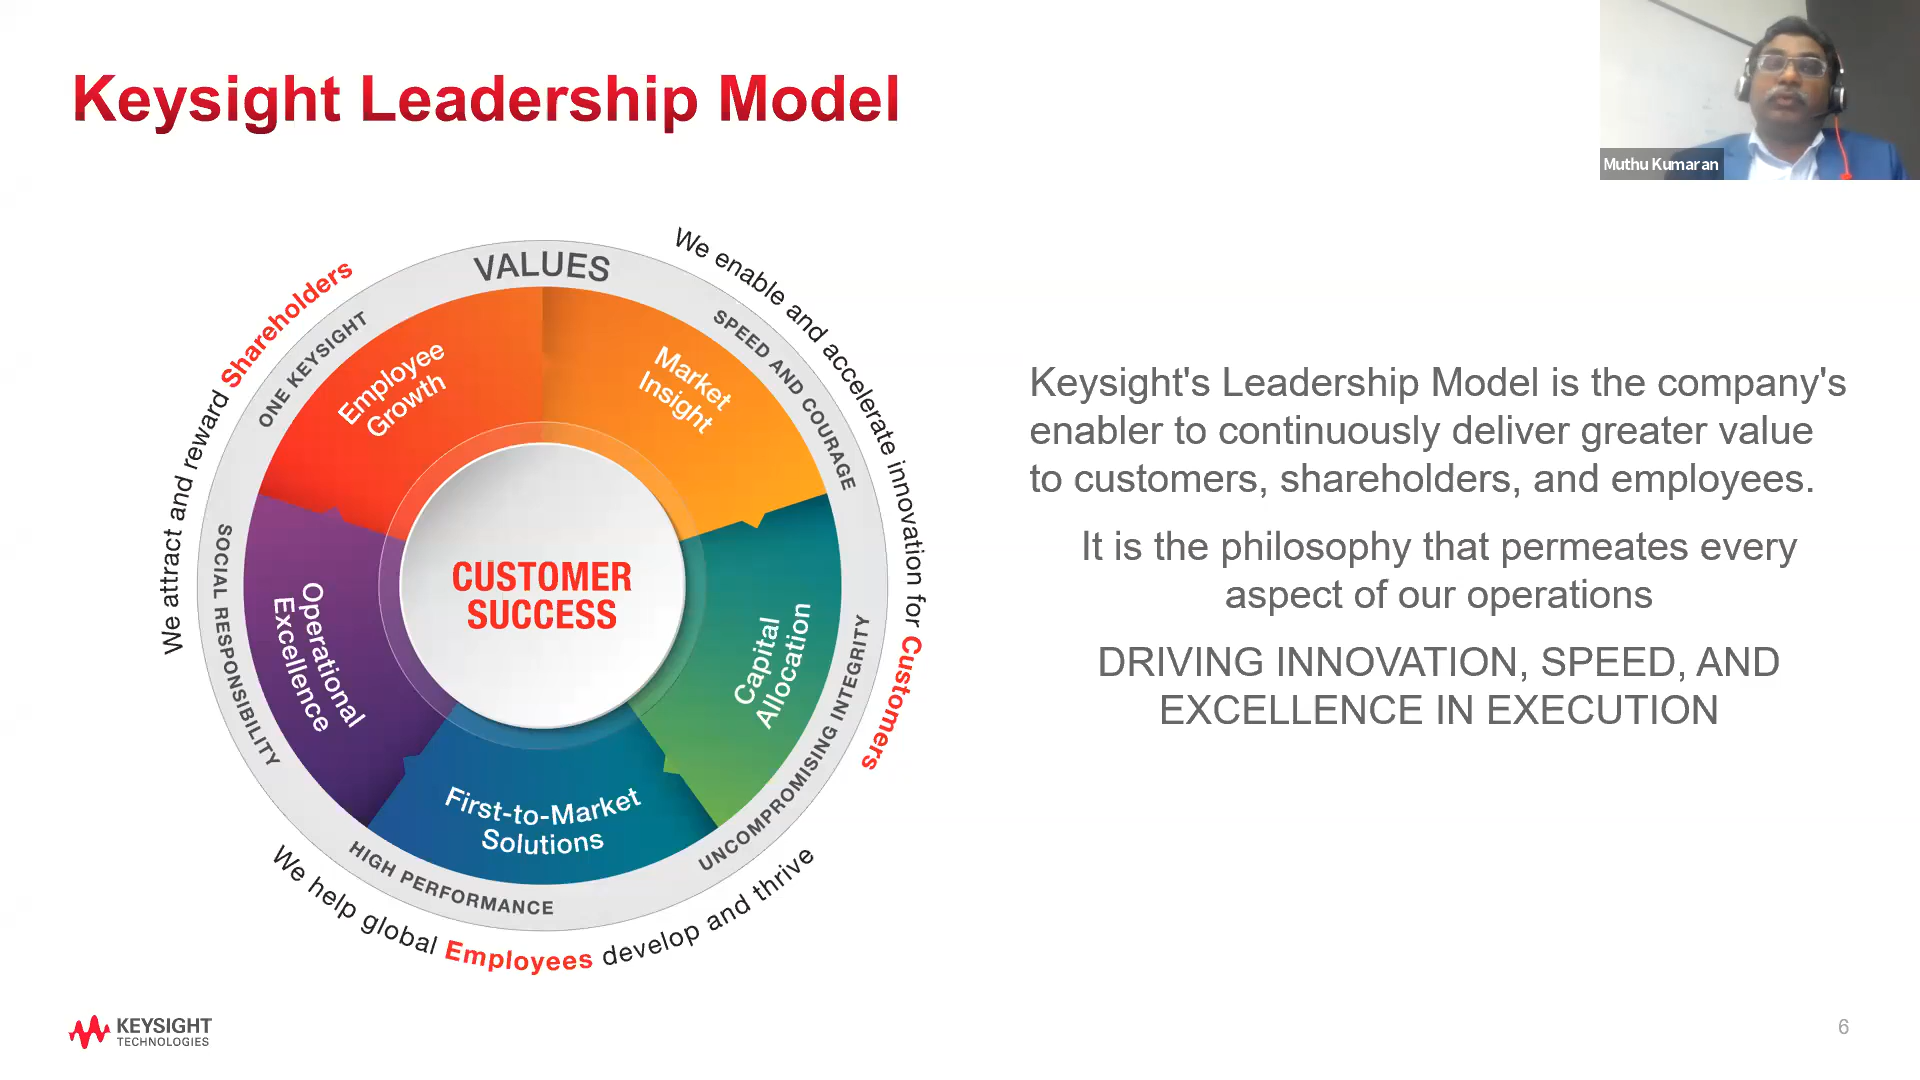 Keysight Leadership Model
Muthu Kumaran
VALUES
We enable and accelerate innovation for Customers
We attract and reward Shareholders
We help global Employees develop and thrive
ONE KEYSIGHT
SPEED AND COURAGE
UNCOMPROMISING INTEGRITY
HIGH PERFORMANCE
SOCIAL RESPONSIBILITY
Employee
Growth
Market
Insight
Capital
Allocation
First-to-Market
Solutions
Operational
Excellence
CUSTOMER
SUCCESS
Keysight's Leadership Model is the company's
enabler to continuously deliver greater value
to customers, shareholders, and employees.
It is the philosophy that permeates every
aspect of our operations
DRIVING INNOVATION, SPEED, AND
EXCELLENCE IN EXECUTION
KEYSIGHT
TECHNOLOGIES
6